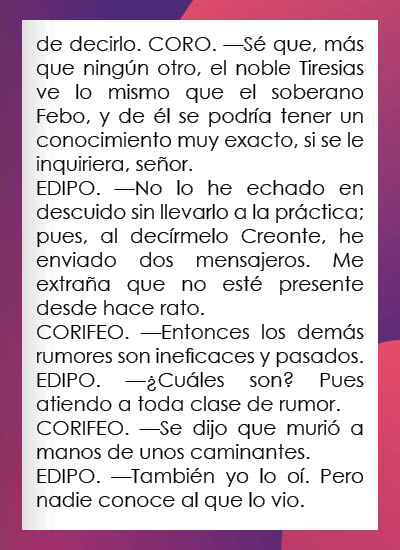 de decirlo. CORO. —Sé que, más
que ningún otro, el noble Tiresias
ve lo mismo que el soberano
Febo, y de él se podría tener un
conocimiento muy exacto, si se le
inquiriera, señor.
EDIPO. —No lo he echado en
descuido sin llevarlo a la práctica;
pues, al decírmelo Creonte, he
enviado dos mensajeros. Me
extraña que no esté presente
desde hace rato.
CORIFEO. —Entonces los demás
rumores son ineficaces y pasados.
EDIPO. —¿Cuáles son? Pues
atiendo a toda clase de rumor.
CORIFEO. —Se dijo que murió a
manos de unos caminantes.
EDIPO. —También yo lo oí. Pero
nadie conoce al que lo vio.